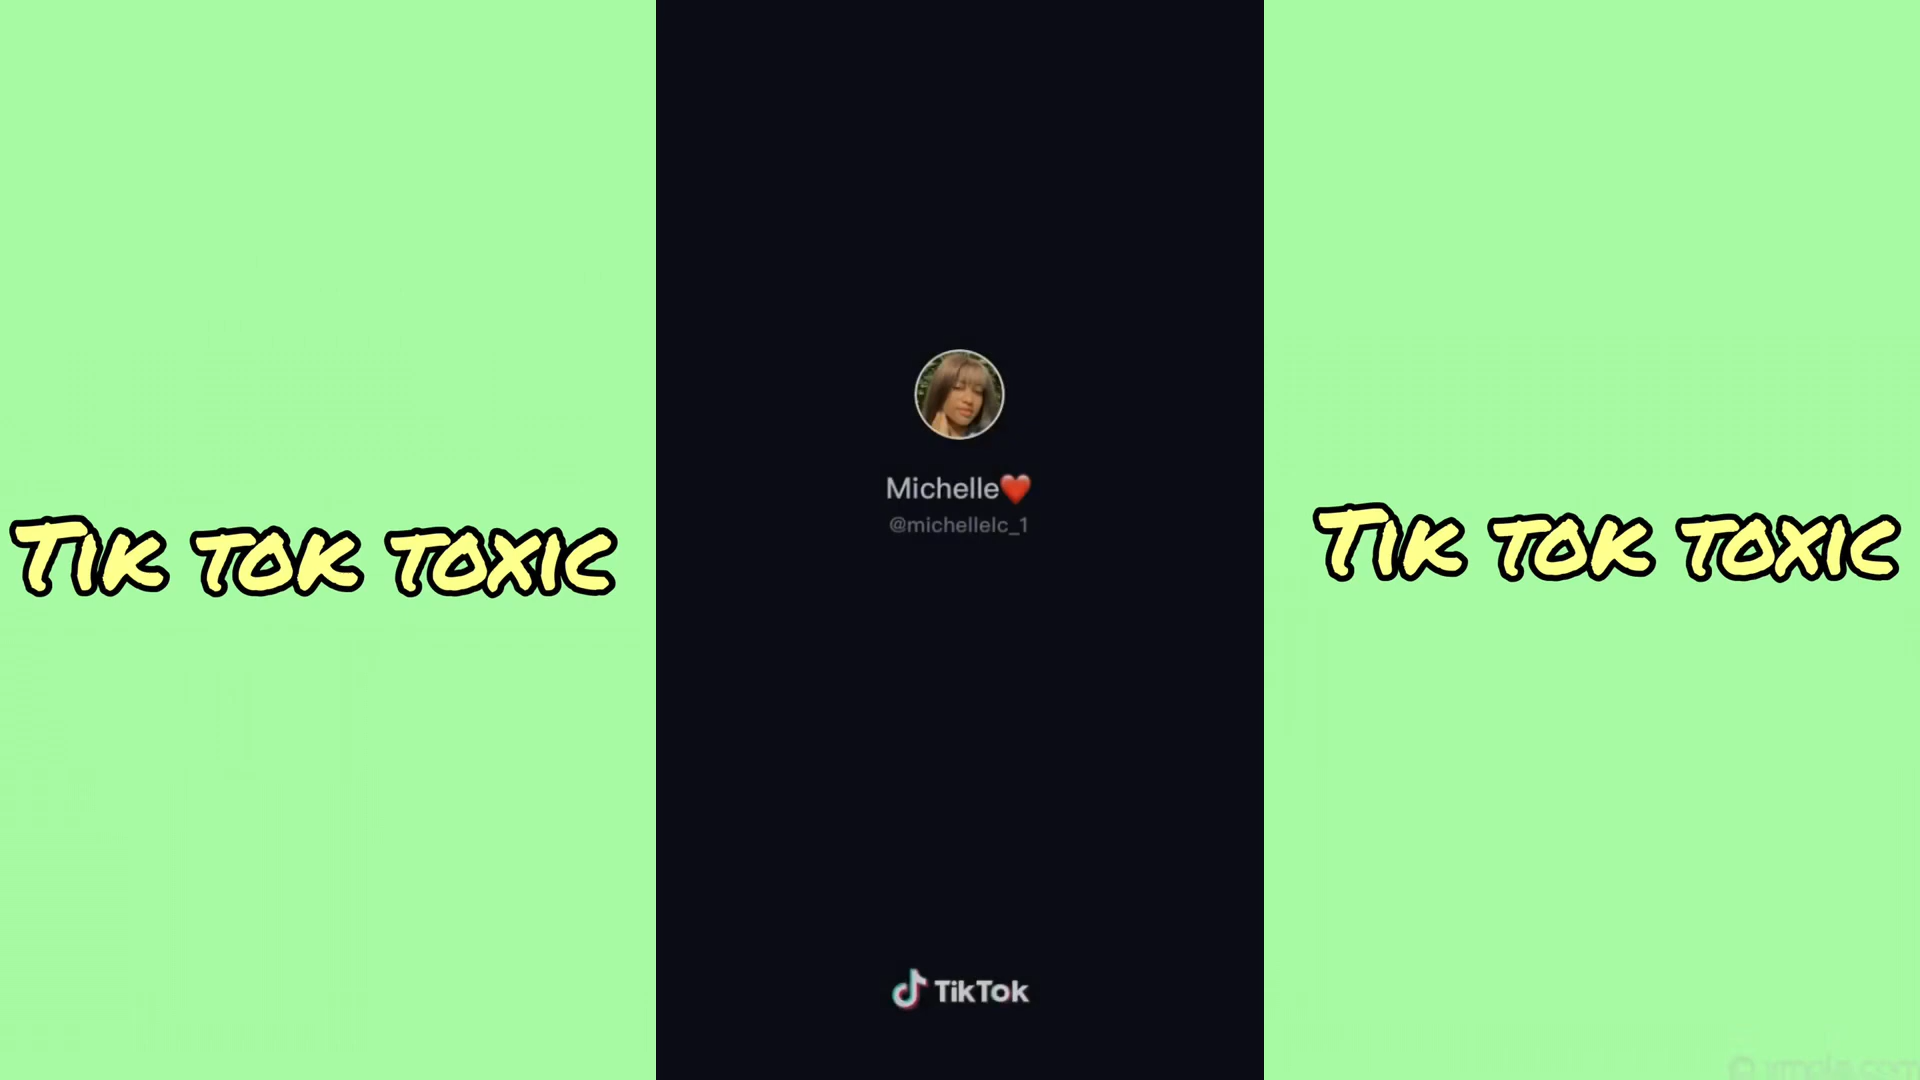 Tik tok toxic
Michelle❤️
@michellelc_1
Tik tok toxic
TikTok